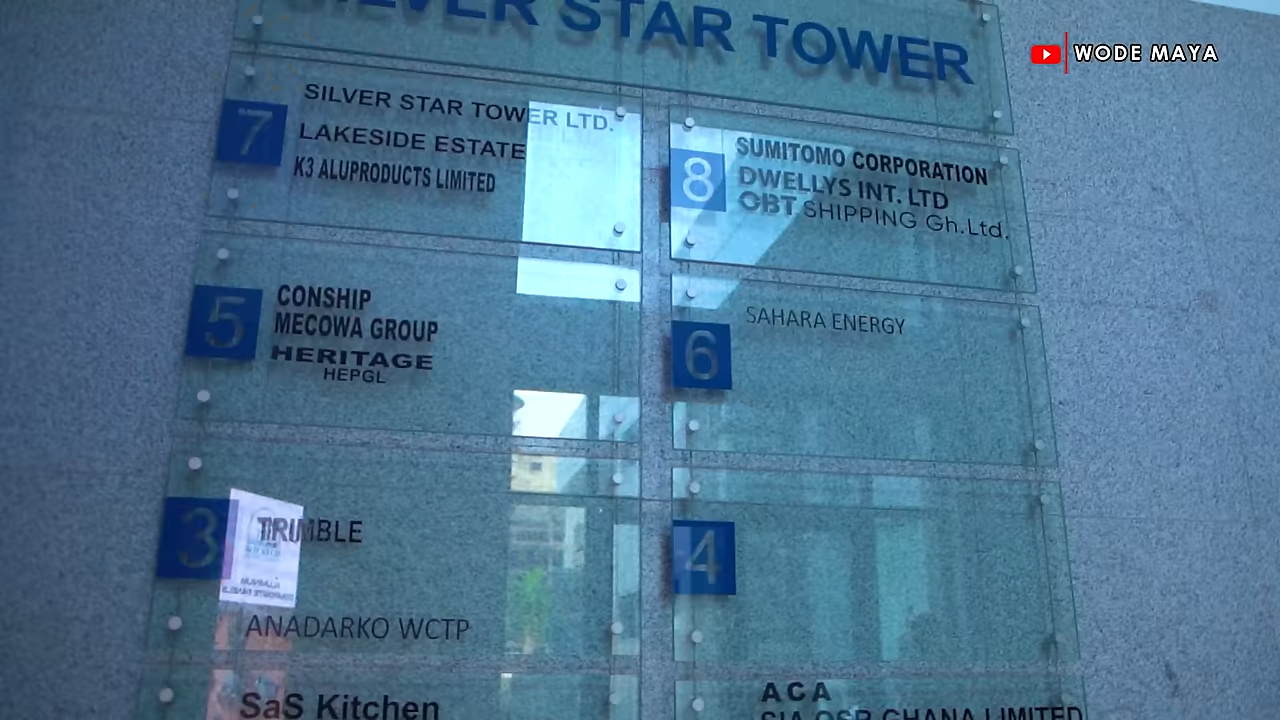 SILVER STAR TOWER
WODE MAYA
7
SILVER STAR TOWER LTD.
LAKESIDE ESTATE
K3 ALUPRODUCTS LIMITED
8
SUMITOMO CORPORATION
DWELLYS INT. LTD
OBT SHIPPING Gh.Ltd.
5
CONSHIP
MECOWA GROUP
HERITAGE
HEPGL
6
SAHARA ENERGY
3
TRIMBLE
ANADARKO WCTP
4
SaS Kitchen
ACA
GHANA LIMITED